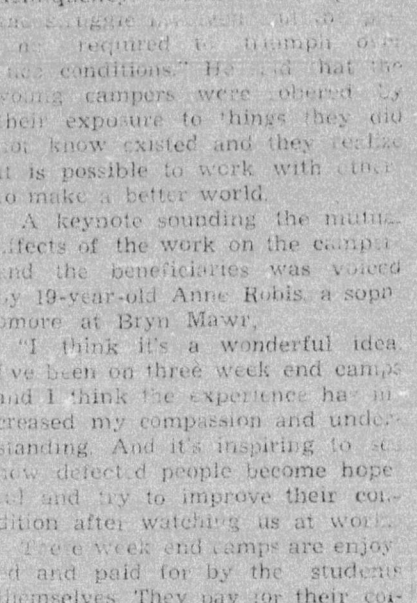 required to triumph over
conditions." He said that the
young campers were sobered by
their exposure to things they did
not know existed and they realize
it is possible to work with other
to make a better world.
A keynote sounding the mutual
effects of the work on the camper
and the beneficiaries was voiced
by 19-year-old Anne Robis, a soph
omore at Bryn Mawr,
"I think it's a wonderful idea.
I've been on three week end camps
and I think the experience has in
creased my compassion and under-
standing. And it's inspiring to see
how defected people become hope
ful and try to improve their con-
dition after watching us at work.
These week end camps are enjoy
ed and paid for by the students
themselves. They pay for their